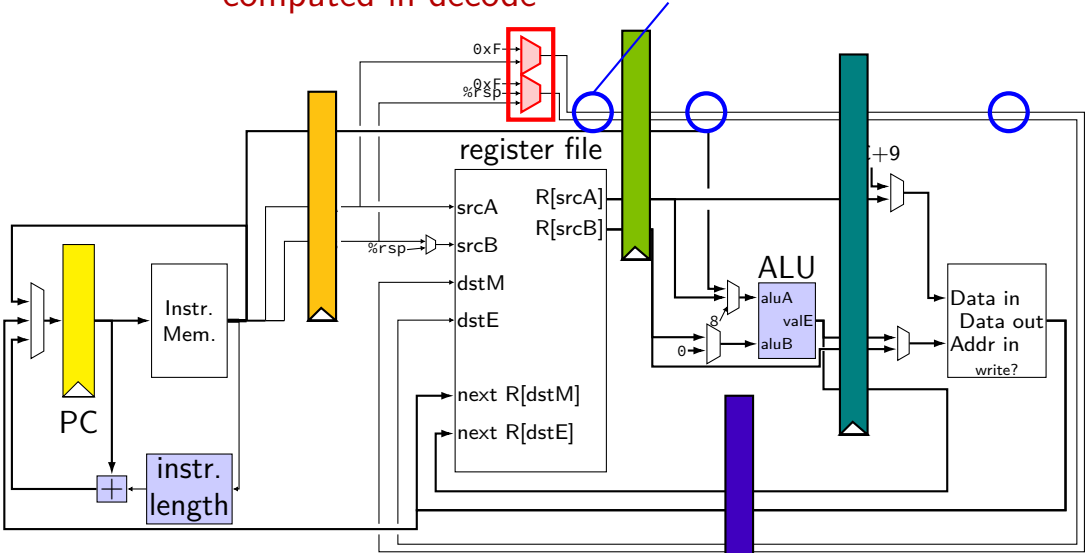 computed in decode
0xF
0xF
%rsp
register file
+9
srcA
R[srcA]
%rsp
srcB
R[srcB]
dstM
dstE
ALU
aluA
valE
aluB
8
0
Instr.
Mem.
Data in
Data out
Addr in
write?
PC
next R[dstM]
next R[dstE]
instr.
length
+